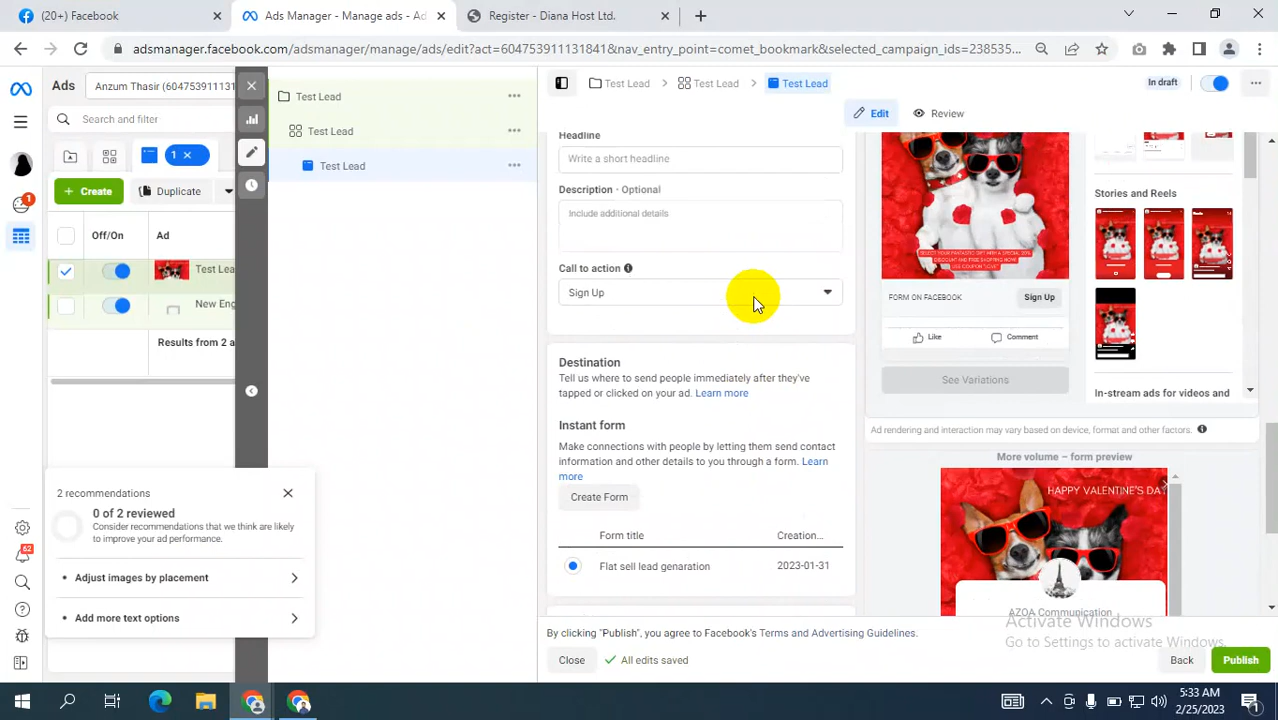 (20+) Facebook
Ads Manager - Manage ads - Ad
Register - Diana Host Ltd.
adsmanager.facebook.com/adsmanager/manage/ads/edit?act=604753911131841&nav_entry_point=comet_bookmark&selected_campaign_ids=238535...
Ads
Anzum Thasir (60475391113
Search and filter
1
Create
Duplicate
Off/On
Ad
Test Lea
New Eng
Results from 2 a
Test Lead
Test Lead
Test Lead
2 recommendations
0 of 2 reviewed
Consider recommendations that we think are likely
to improve your ad performance.
Adjust images by placement
Add more text options
Test Lead
Test Lead
Test Lead
In draft
Edit
Review
Headline
Write a short headline
Description · Optional
Include additional details
Call to action
Sign Up
Destination
Tell us where to send people immediately after they've
tapped or clicked on your ad. Learn more
Instant form
Make connections with people by letting them send contact
information and other details to you through a form. Learn
more
Create Form
Form title
Creation...
Flat sell lead genaration
2023-01-31
FORM ON FACEBOOK
Sign Up
Like
Comment
See Variations
Stories and Reels
In-stream ads for videos and
Ad rendering and interaction may vary based on device, format and other factors.
More volume – form preview
HAPPY VALENTINE'S DA
AZOA Communication
Activate Windows
Go to Settings to activate Windows.
By clicking "Publish", you agree to Facebook's Terms and Advertising Guidelines.
Close
All edits saved
Back
Publish
1
62
5:33 AM
2/25/2023
1